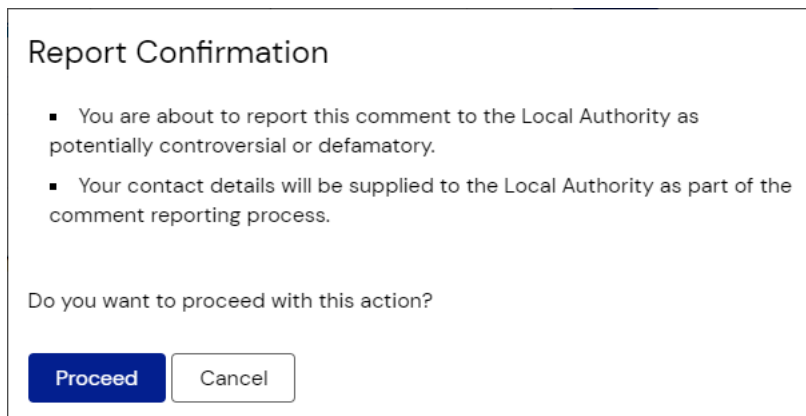 Report Confirmation
▪ You are about to report this comment to the Local Authority as
potentially controversial or defamatory.
▪ Your contact details will be supplied to the Local Authority as part of the
comment reporting process.
Do you want to proceed with this action?
Proceed Cancel